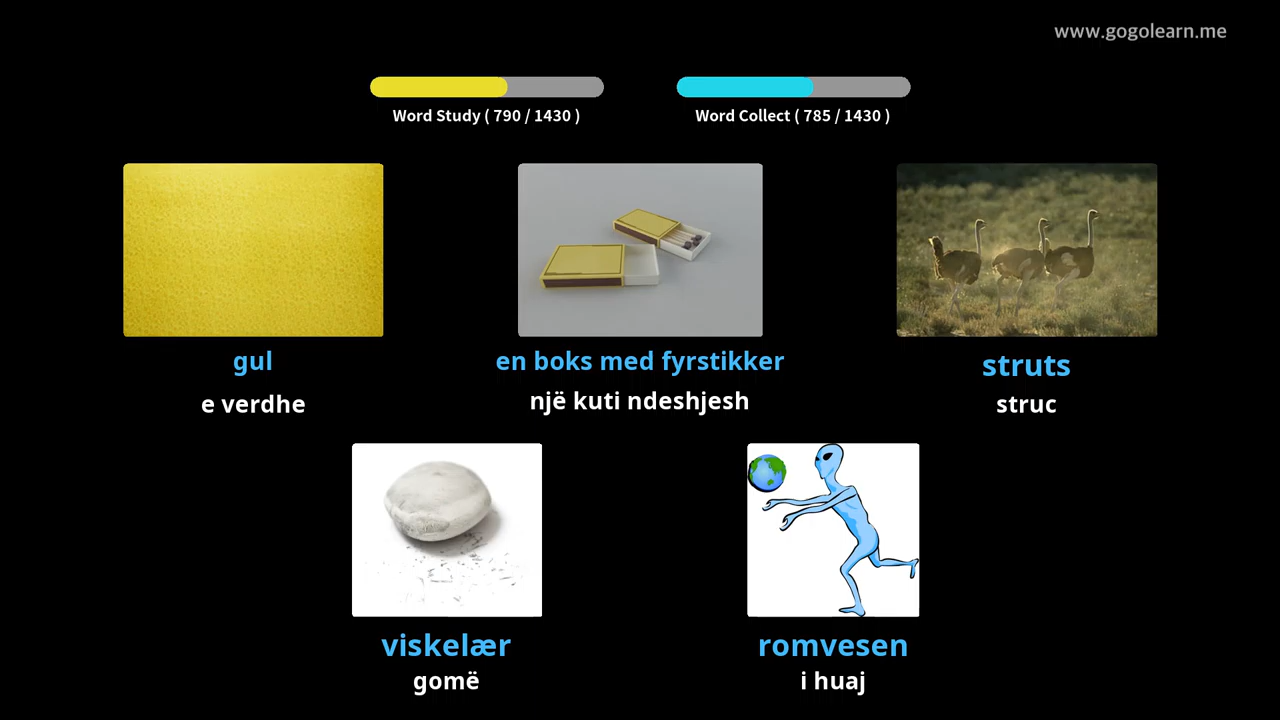 www.gogolearn.me
Word Study ( 790 / 1430 )
Word Collect ( 785 / 1430 )
gul
e verdhe
en boks med fyrstikker
një kuti ndeshjesh
struts
struc
viskelær
gomë
romvesen
i huaj